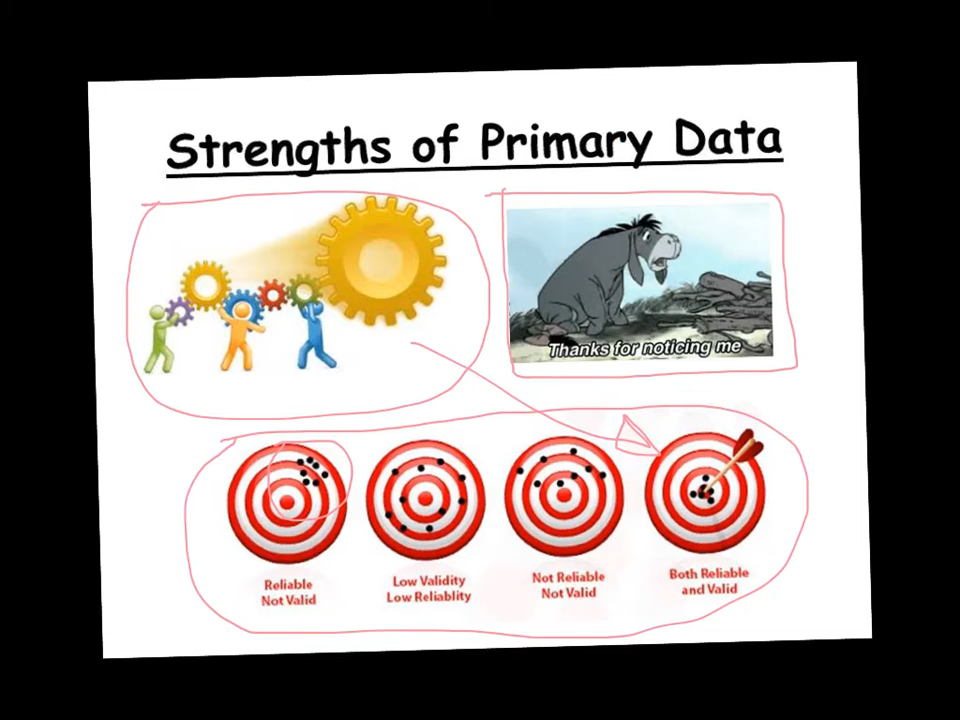 Strengths of Primary Data
Thanks for noticing me
Reliable
Not Valid
Low Validity
Low Reliablity
Not Reliable
Not Valid
Both Reliable
and Valid